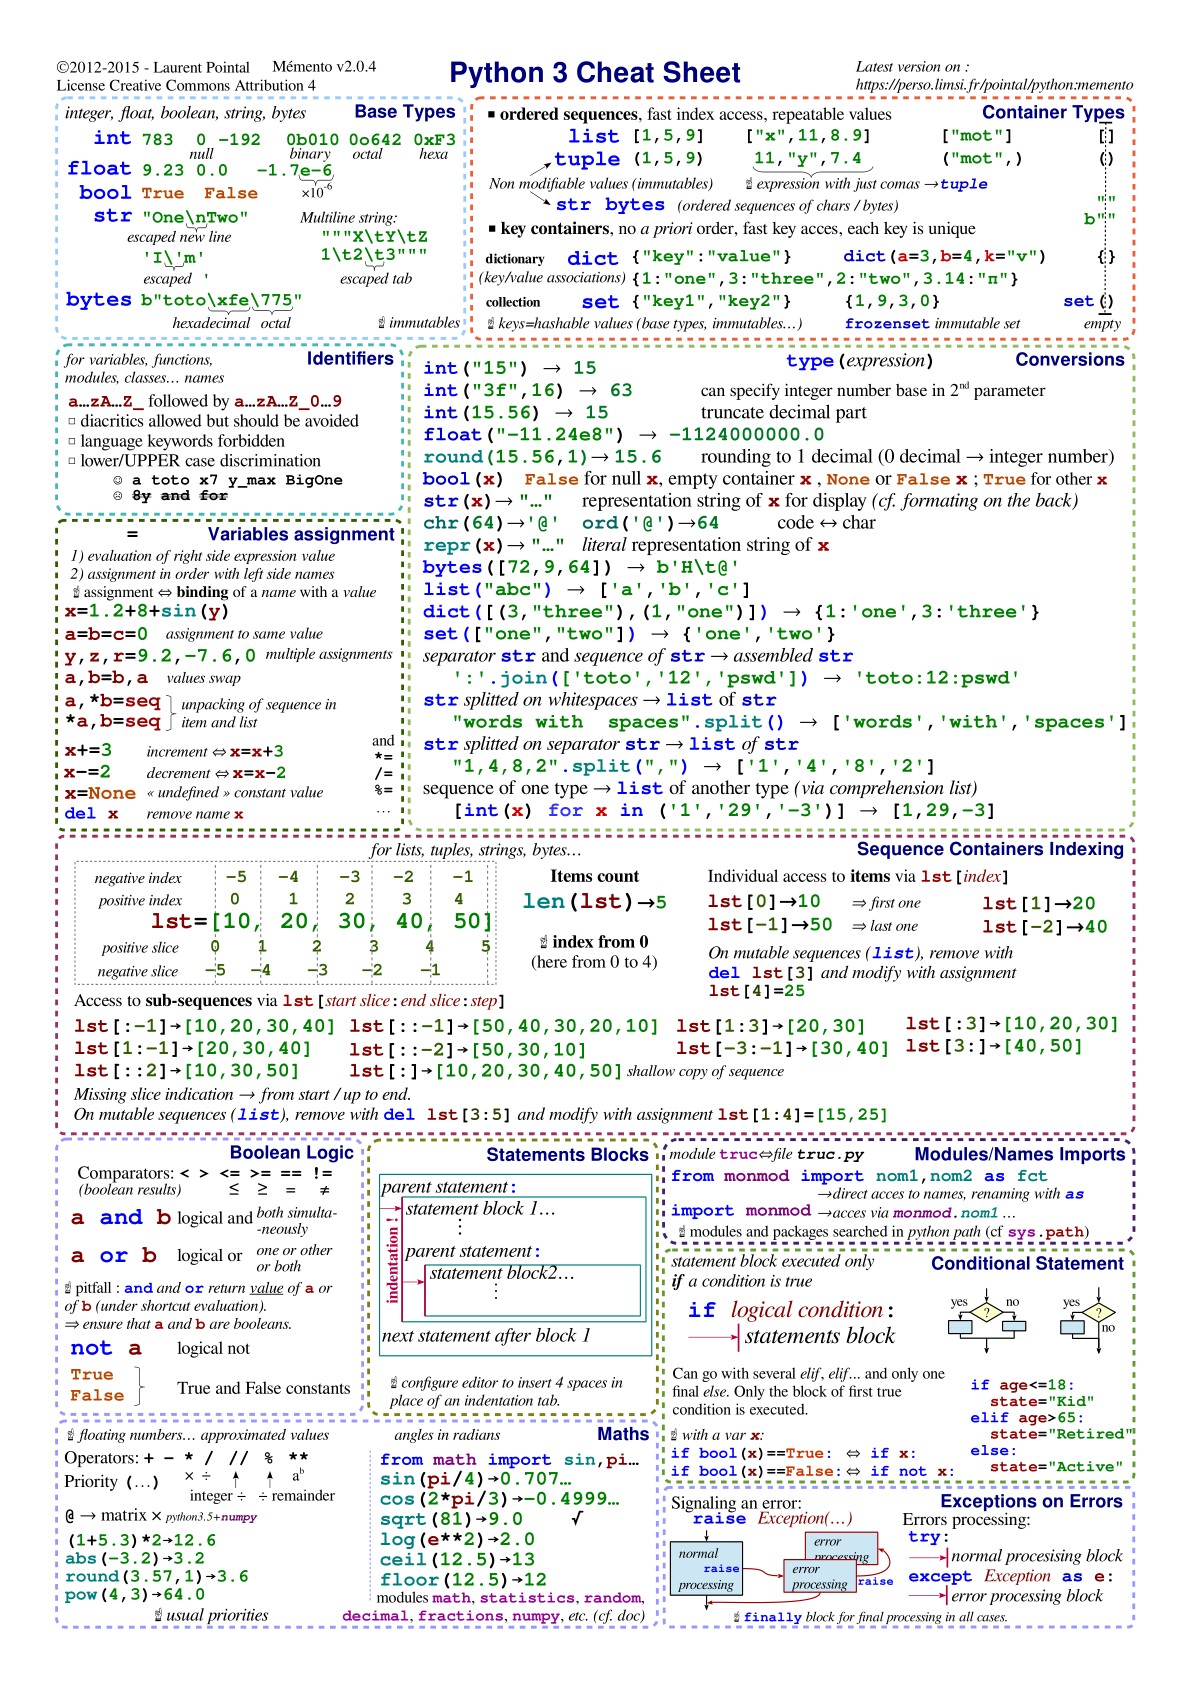 ©2012-2015 - Laurent Pointal    Mémento v2.0.4
License Creative Commons Attribution 4
Python 3 Cheat Sheet
Latest version on :
https://perso.limsi.fr/pointal/python:memento
integer, float, boolean, string, bytes    Base Types
int 783 0 -192 0b010 0o642 0xF3
null binary octal hexa
float 9.23 0.0 -1.7e-6
bool True False ×10-6
str "One\nTwo"
escaped new line
'I\'m'
escaped '
Multiline string:
"""X\tY\tZ
1\t2\t3"""
escaped tab
bytes b"toto\xfe\775"
hexadecimal octal
☝ immutables
Container Types
■ ordered sequences, fast index access, repeatable values
list [1,5,9] ["x",11,8.9] ["mot"] []
tuple (1,5,9) 11,"y",7.4 ("mot",) ()
Non modifiable values (immutables) ☝ expression with just comas →tuple
str bytes (ordered sequences of chars / bytes)
""
b""
■ key containers, no a priori order, fast key acces, each key is unique
dictionary dict {"key":"value"} dict(a=3,b=4,k="v") {}
(key/value associations) {1:"one",3:"three",2:"two",3.14:"π"}
collection set {"key1","key2"} {1,9,3,0} set()
☝ keys=hashable values (base types, immutables…) frozenset immutable set empty
Identifiers
for variables, functions,
modules, classes… names
a…zA…Z_ followed by a…zA…Z_0…9
□ diacritics allowed but should be avoided
□ language keywords forbidden
□ lower/UPPER case discrimination
☺ a toto x7 y_max BigOne
☹ 8y and for
= Variables assignment
1) evaluation of right side expression value
2) assignment in order with left side names
☝ assignment ⇔ binding of a name with a value
x=1.2+8+sin(y)
a=b=c=0 assignment to same value
y,z,r=9.2,-7.6,0 multiple assignments
a,b=b,a values swap
a,*b=seq
*a,b=seq
unpacking of sequence in
item and list
x+=3 increment ⇔ x=x+3
x-=2 decrement ⇔ x=x-2
x=None « undefined » constant value
del x remove name x
and
*=
/=
%=
…
type(expression) Conversions
int("15") → 15
int("3f",16) → 63 can specify integer number base in 2nd parameter
int(15.56) → 15 truncate decimal part
float("-11.24e8") → -1124000000.0
round(15.56,1)→ 15.6 rounding to 1 decimal (0 decimal → integer number)
bool(x) False for null x, empty container x , None or False x ; True for other x
str(x)→ "…" representation string of x for display (cf. formating on the back)
chr(64)→'@' ord('@')→64 code ↔ char
repr(x)→ "…" literal representation string of x
bytes([72,9,64]) → b'H\t@'
list("abc") → ['a','b','c']
dict([(3,"three"),(1,"one")]) → {1:'one',3:'three'}
set(["one","two"]) → {'one','two'}
separator str and sequence of str → assembled str
':'.join(['toto','12','pswd']) → 'toto:12:pswd'
str splitted on whitespaces → list of str
"words with  spaces".split() → ['words','with','spaces']
str splitted on separator str → list of str
"1,4,8,2".split(",") → ['1','4','8','2']
sequence of one type → list of another type (via comprehension list)
[int(x) for x in ('1','29','-3')] → [1,29,-3]
for lists, tuples, strings, bytes… Sequence Containers Indexing
negative index -5 -4 -3 -2 -1
positive index 0 1 2 3 4
lst=[10, 20, 30, 40, 50]
positive slice 0 1 2 3 4 5
negative slice -5 -4 -3 -2 -1
Items count
len(lst)→5
☝ index from 0
(here from 0 to 4)
Individual access to items via lst[index]
lst[0]→10 ⇒ first one lst[1]→20
lst[-1]→50 ⇒ last one lst[-2]→40
On mutable sequences (list), remove with
del lst[3] and modify with assignment
lst[4]=25
Access to sub-sequences via lst[start slice:end slice:step]
lst[:-1]→[10,20,30,40] lst[::-1]→[50,40,30,20,10] lst[1:3]→[20,30] lst[:3]→[10,20,30]
lst[1:-1]→[20,30,40] lst[::-2]→[50,30,10] lst[-3:-1]→[30,40] lst[3:]→[40,50]
lst[::2]→[10,30,50] lst[:]→[10,20,30,40,50] shallow copy of sequence
Missing slice indication → from start / up to end.
On mutable sequences (list), remove with del lst[3:5] and modify with assignment lst[1:4]=[15,25]
Boolean Logic
Comparators: < > <= >= == !=
(boolean results) ≤ ≥ = ≠
a and b logical and both simulta-
-neously
a or b logical or one or other
or both
☝ pitfall : and and or return value of a or
of b (under shortcut evaluation).
⇒ ensure that a and b are booleans.
not a logical not
True
False
True and False constants
Statements Blocks
parent statement:
statement block 1…
⋮
parent statement:
statement block2…
⋮
next statement after block 1
indentation !
☝ configure editor to insert 4 spaces in
place of an indentation tab.
module truc⇔file truc.py Modules/Names Imports
from monmod import nom1,nom2 as fct
→direct acces to names, renaming with as
import monmod →acces via monmod.nom1 …
☝ modules and packages searched in python path (cf sys.path)
Conditional Statement
statement block executed only
if a condition is true
if logical condition:
statements block
yes ? no
yes ?
no
Can go with several elif, elif... and only one
final else. Only the block of first true
condition is executed.
☝ with a var x:
if bool(x)==True: ⇔ if x:
if bool(x)==False: ⇔ if not x:
if age<=18:
state="Kid"
elif age>65:
state="Retired"
else:
state="Active"
☝ floating numbers… approximated values angles in radians Maths
Operators: + - * / // % **
Priority (…) × ÷ ab
integer ÷ ÷ remainder
@ → matrix × python3.5+numpy
(1+5.3)*2→12.6
abs(-3.2)→3.2
round(3.57,1)→3.6
pow(4,3)→64.0
☝ usual priorities
from math import sin,pi…
sin(pi/4)→0.707…
cos(2*pi/3)→-0.4999…
sqrt(81)→9.0 √
log(e**2)→2.0
ceil(12.5)→13
floor(12.5)→12
modules math, statistics, random,
decimal, fractions, numpy, etc. (cf. doc)
Exceptions on Errors
Signaling an error:
raise Exception(…)
normal
raise
processing
error
processing
error
processing
raise
Errors processing:
try:
normal procesising block
except Exception as e:
error processing block
☝ finally block for final processing in all cases.